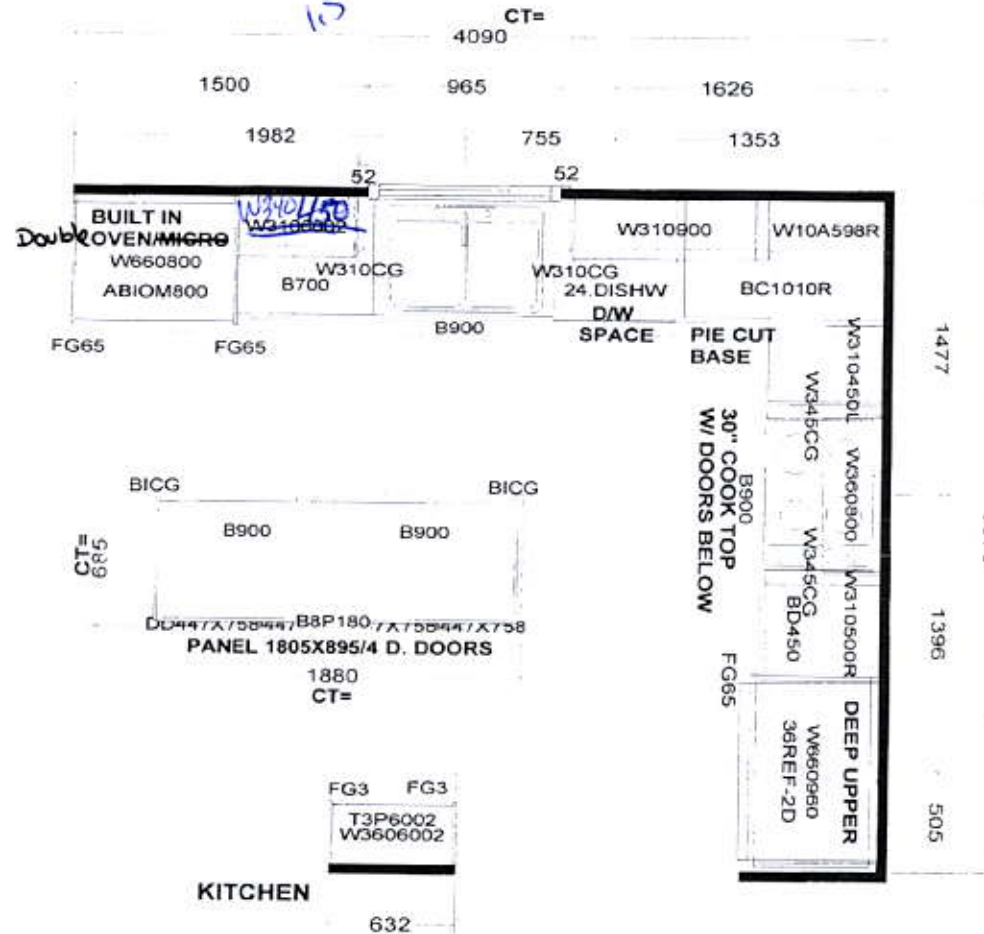 CT=
4090
1500 965 1626
1982 755 1353
52 52
BUILT IN
Double OVEN/MICRO
W660800
ABIOM800
W3106002
B700
W310CG
B900
W310900
W310CG
24.DISHW
D/W
SPACE
W10A598R
BC1010R
PIE CUT
BASE
FG65 FG65
W310450L
W345CG
W360800
B900
30" COOK TOP
W/ DOORS BELOW
W345CG
W310500R
BD450
FG65
DEEP UPPER
W660960
36REF-2D
1477
1396
505
BICG BICG
B900 B900
CT=
685
B8P180
PANEL 1805X895/4 D. DOORS
1880
CT=
FG3 FG3
T3P6002
W3606002
KITCHEN
632